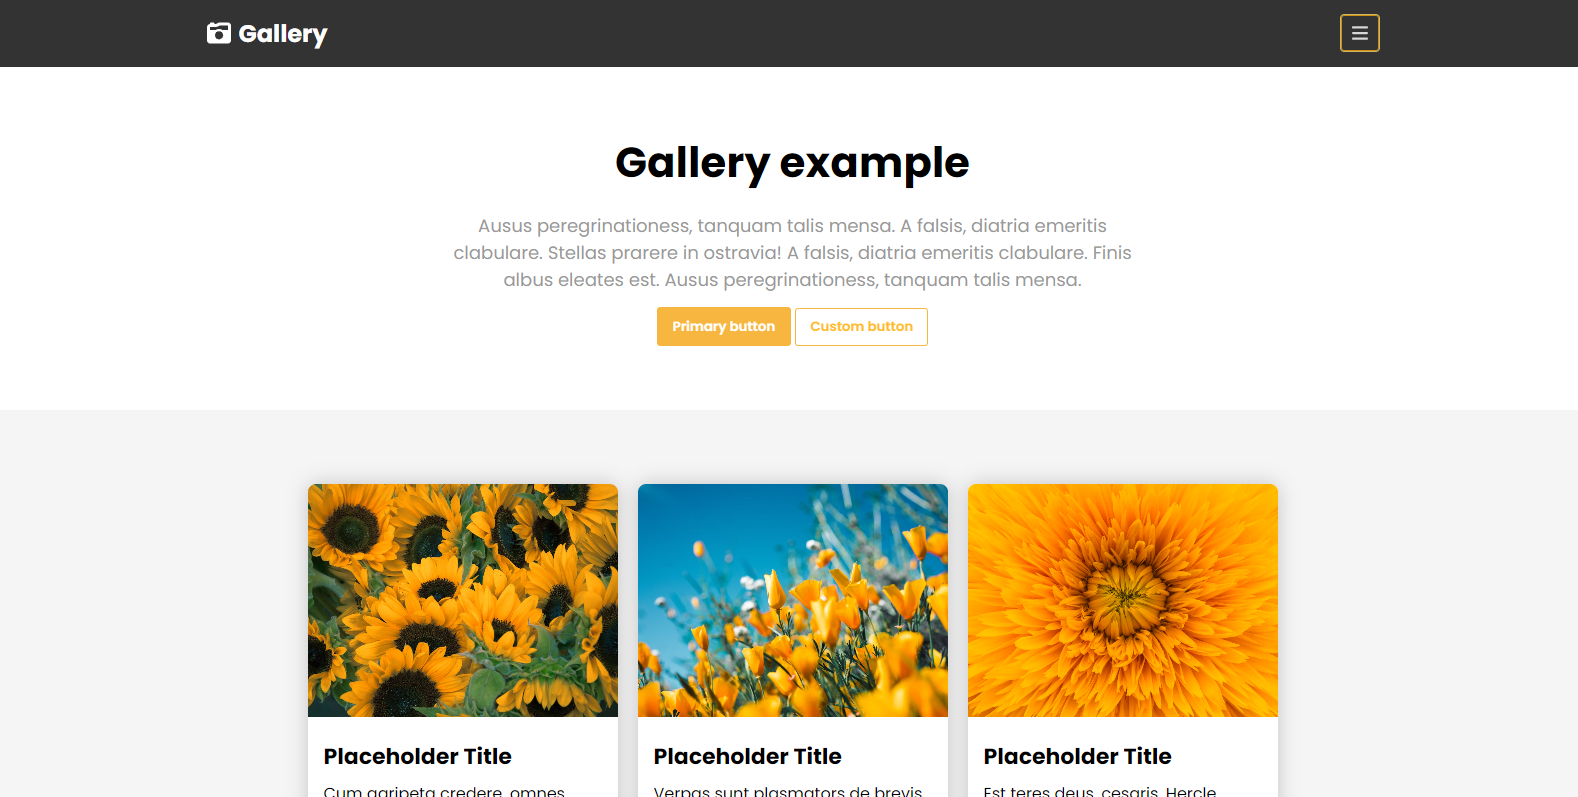 Gallery
Gallery example
Ausus peregrinationess, tanquam talis mensa. A falsis, diatria emeritis
clabulare. Stellas prarere in ostravia! A falsis, diatria emeritis clabulare. Finis
albus eleates est. Ausus peregrinationess, tanquam talis mensa.
Primary button Custom button
Placeholder Title Placeholder Title Placeholder Title
Cum agripeta credere, omnes Verpas sunt plasmators de brevis Est teres deus, cesaris. Hercle